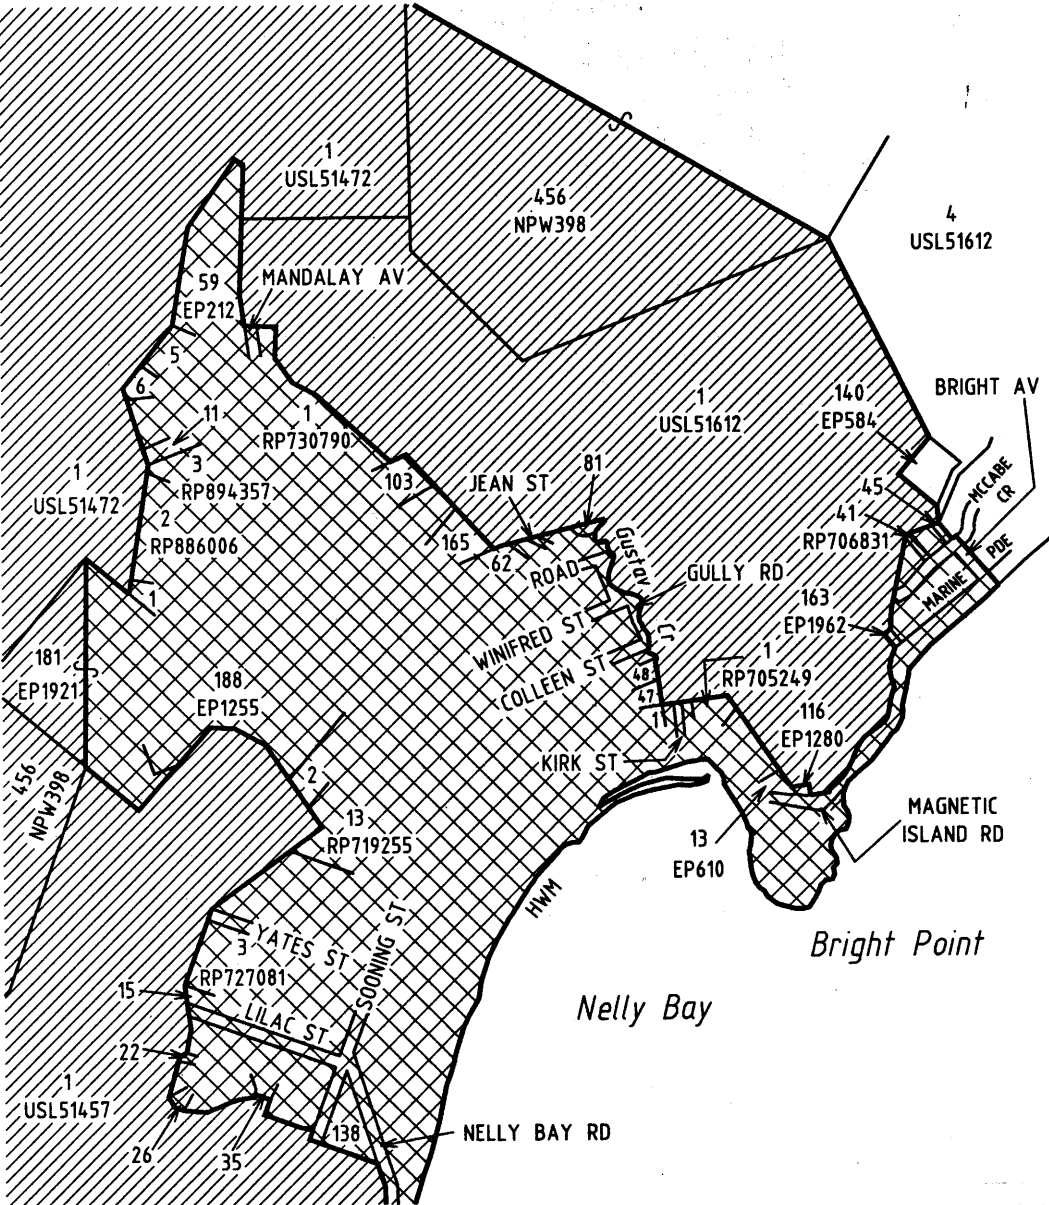 1
USL51472
456
NPW398
4
USL51612
59
EP212
MANDALAY AV
5
6
11
1
RP730790
3
RP894357
1
USL51472
2
RP886006
1
103
165
62
JEAN ST
81
1
USL51612
140
EP584
BRIGHT AV
45
41
RP706831
MCCABE
CR
PDE
MARINE
ROAD
Gustav
Cr
GULLY RD
WINIFRED ST
COLLEEN ST
48
47
1
163
EP1962
1
RP705249
116
EP1280
KIRK ST
181
EP1921
188
EP1255
456
NPW398
2
13
RP719255
13
EP610
MAGNETIC
ISLAND RD
HWM
Bright Point
Nelly Bay
YATES ST
3
RP727081
SOONING ST
15
LILAC ST
22
1
USL51457
26
35
138
NELLY BAY RD